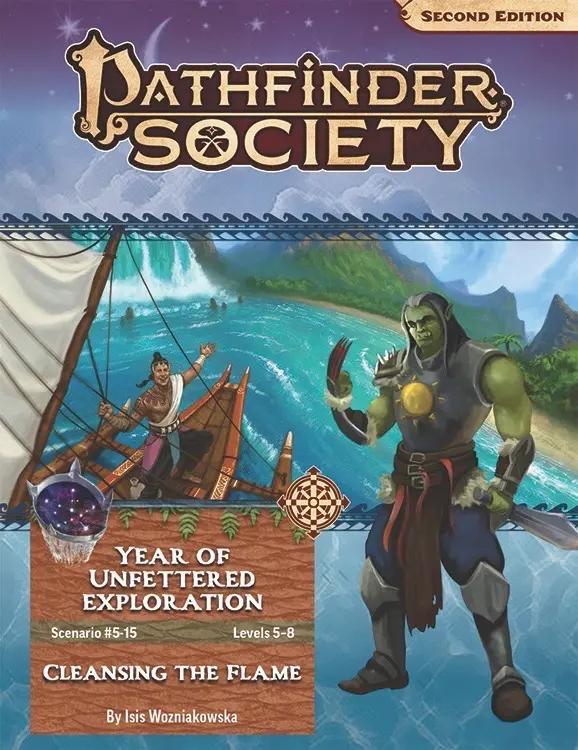 SECOND EDITION
PATHFINDER
SOCIETY
YEAR OF
UNFETTERED
EXPLORATION
Scenario #5-15 Levels 5–8
CLEANSING THE FLAME
By Isis Wozniakowska